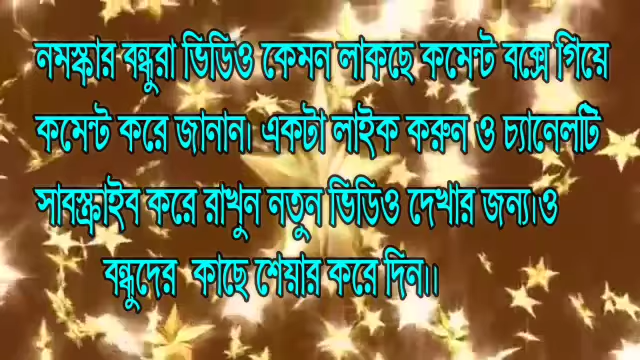 নমস্কার বন্ধুরা ভিডিও কেমন লাকছে কমেন্ট বক্সে গিয়ে
কমেন্ট করে জানান। একটা লাইক করুন ও চ্যানেলটি
সাবস্ক্রাইব করে রাখুন নতুন ভিডিও দেখার জন্য।ও
বন্ধুদের কাছে শেয়ার করে দিন।।